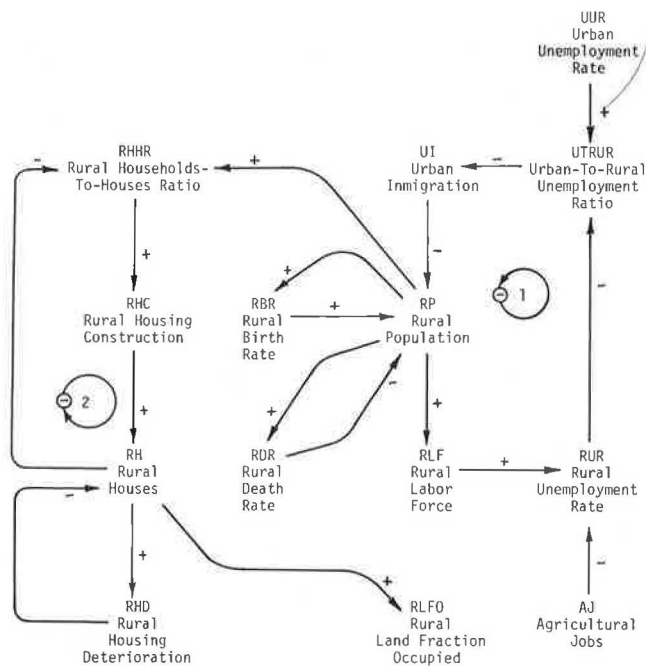 UUR
Urban
Unemployment
Rate
+
RHHR
Rural Households-
To-Houses Ratio
-
+
UI
Urban
Inmigration
-
UTRUR
Urban-To-Rural
Unemployment
Ratio
+
-
-
RHC
Rural Housing
Construction
+
RBR
Rural
Birth
Rate
+
RP
Rural
Population
- 1
- 2
+
+
-
+
RH
Rural
Houses
-
RDR
Rural
Death
Rate
RLF
Rural
Labor
Force
+
RUR
Rural
Unemployment
Rate
+
+
-
RHD
Rural
Housing
Deterioration
RLFO
Rural
Land Fraction
Occupied
AJ
Agricultural
Jobs